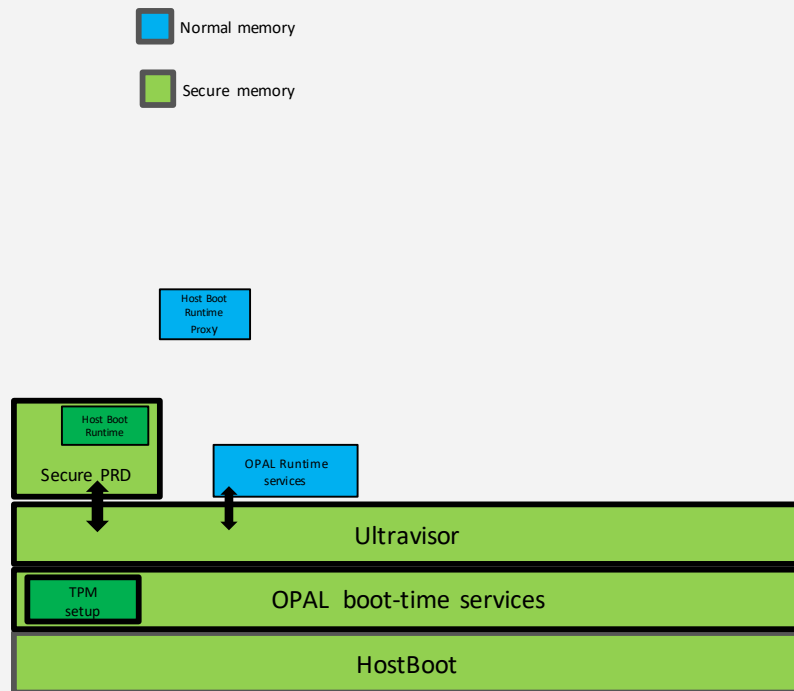 Normal memory
Secure memory
Host Boot
Runtime
Proxy
Host Boot
Runtime
Secure PRD
OPAL Runtime
services
Ultravisor
TPM
setup
OPAL boot-time services
HostBoot